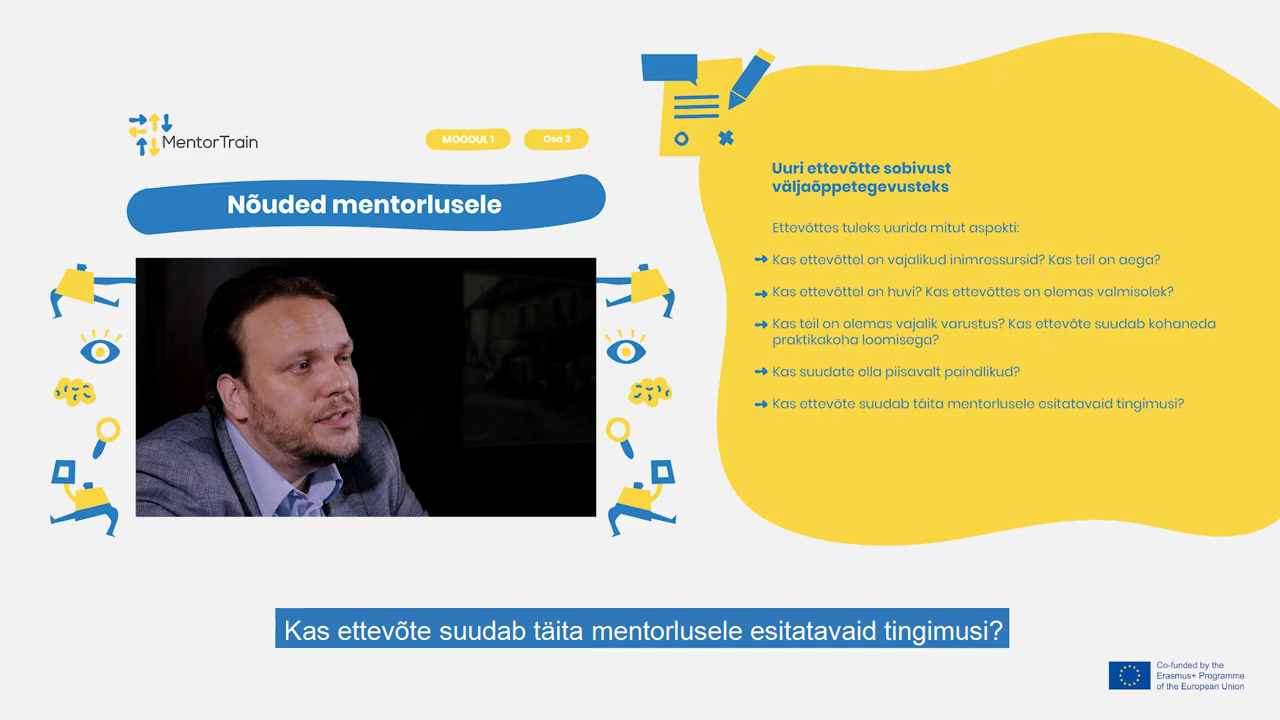 MentorTrain
MOODUL 1
Osa 3
Nõuded mentorlusele
Uuri ettevõtte sobivust
väljaõppetegevusteks
Ettevõttes tuleks uurida mitut aspekti:
Kas ettevõttel on vajalikud inimressursid? Kas teil on aega?
Kas ettevõttel on huvi? Kas ettevõttes on olemas valmisolek?
Kas teil on olemas vajalik varustus? Kas ettevõte suudab kohaneda
praktikakoha loomisega?
Kas suudate olla piisavalt paindlikud?
Kas ettevõte suudab täita mentorlusele esitatavaid tingimusi?
Kas ettevõte suudab täita mentorlusele esitatavaid tingimusi?
Co-funded by the
Erasmus+ Programme
of the European Union